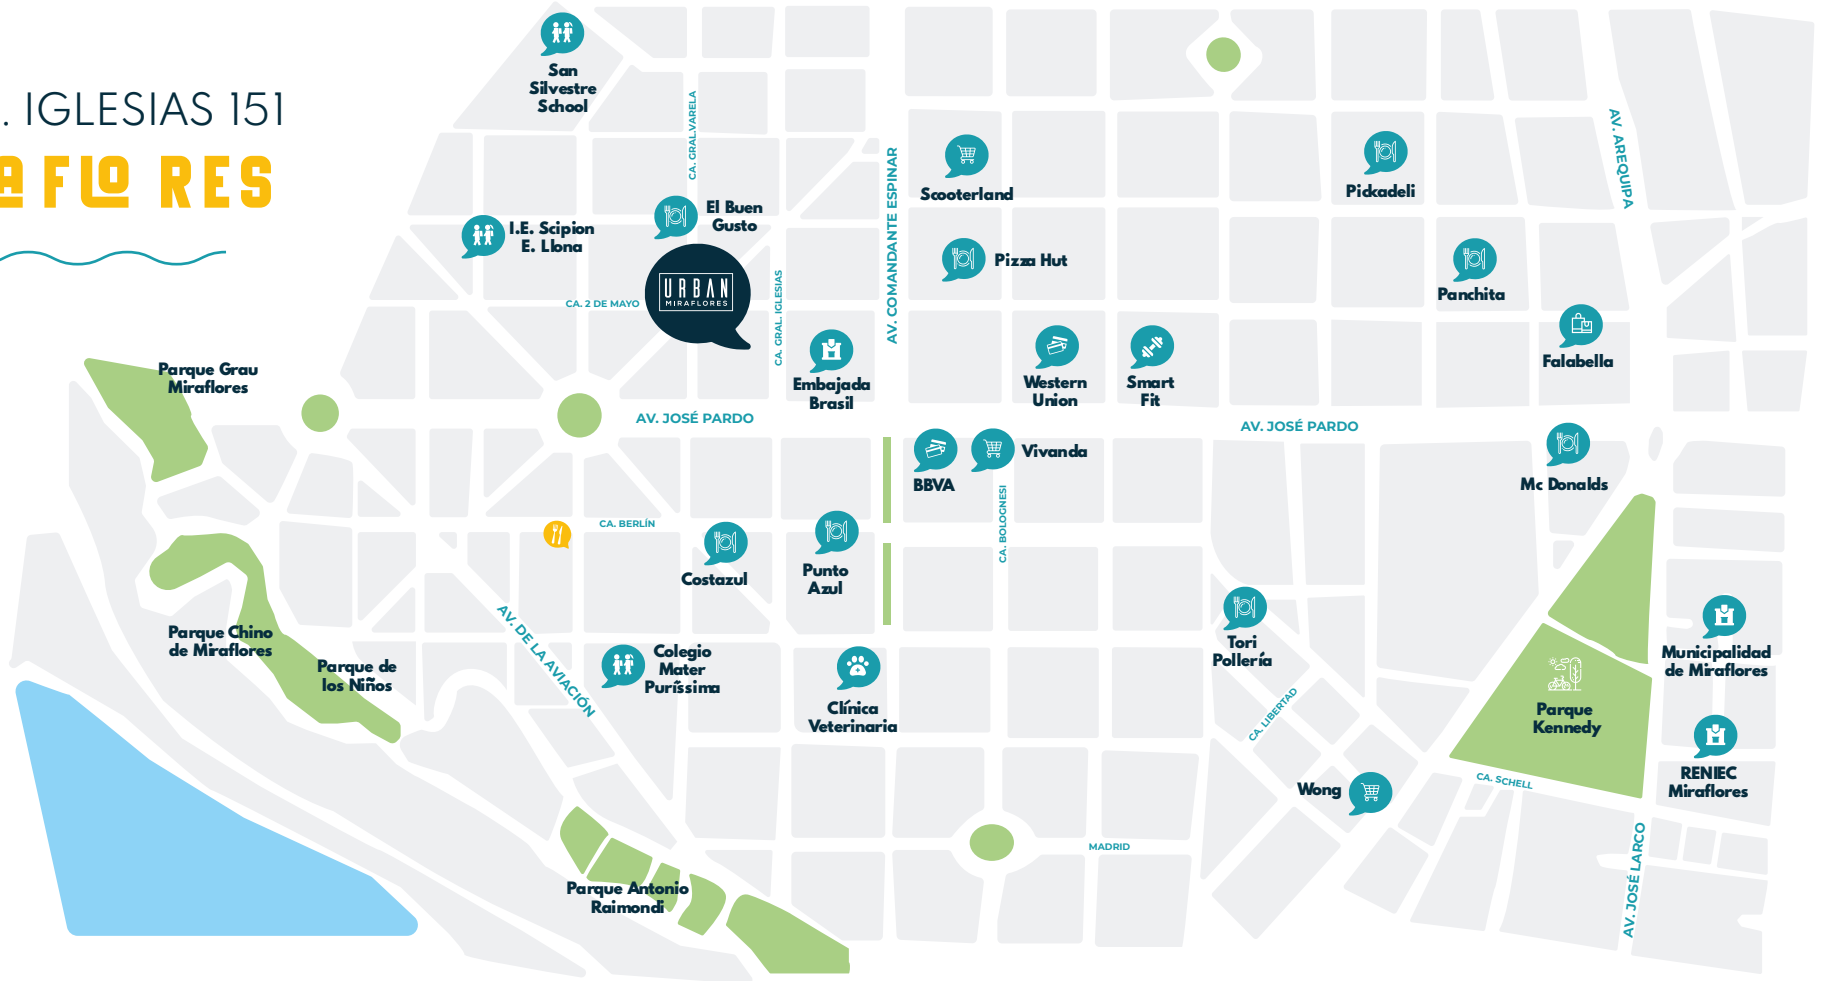 . IGLESIAS 151
AFLO RES
San
Silvestre
School
CA. GRAL.VARELA
AV. COMANDANTE ESPINAR
AV. AREQUIPA
Scooterland
Pickadeli
El Buen
Gusto
I.E. Scipion
E. Llona
Pizza Hut
Panchita
URBAN
MIRAFLORES
CA. 2 DE MAYO
CA. GRAL. IGLESIAS
Falabella
Parque Grau
Miraflores
Embajada
Brasil
Western
Union
Smart
Fit
AV. JOSÉ PARDO
AV. JOSÉ PARDO
BBVA
Vivanda
Mc Donalds
CA. BOLOGNESI
CA. BERLÍN
Costazul
Punto
Azul
Parque Chino
de Miraflores
Parque de
los Niños
AV. DE LA AVIACIÓN
Colegio
Mater
Puríssima
Clínica
Veterinaria
Tori
Pollería
CA. LIBERTAD
Municipalidad
de Miraflores
Parque
Kennedy
RENIEC
Miraflores
Wong
CA. SCHELL
MADRID
AV. JOSÉ LARCO
Parque Antonio
Raimondi